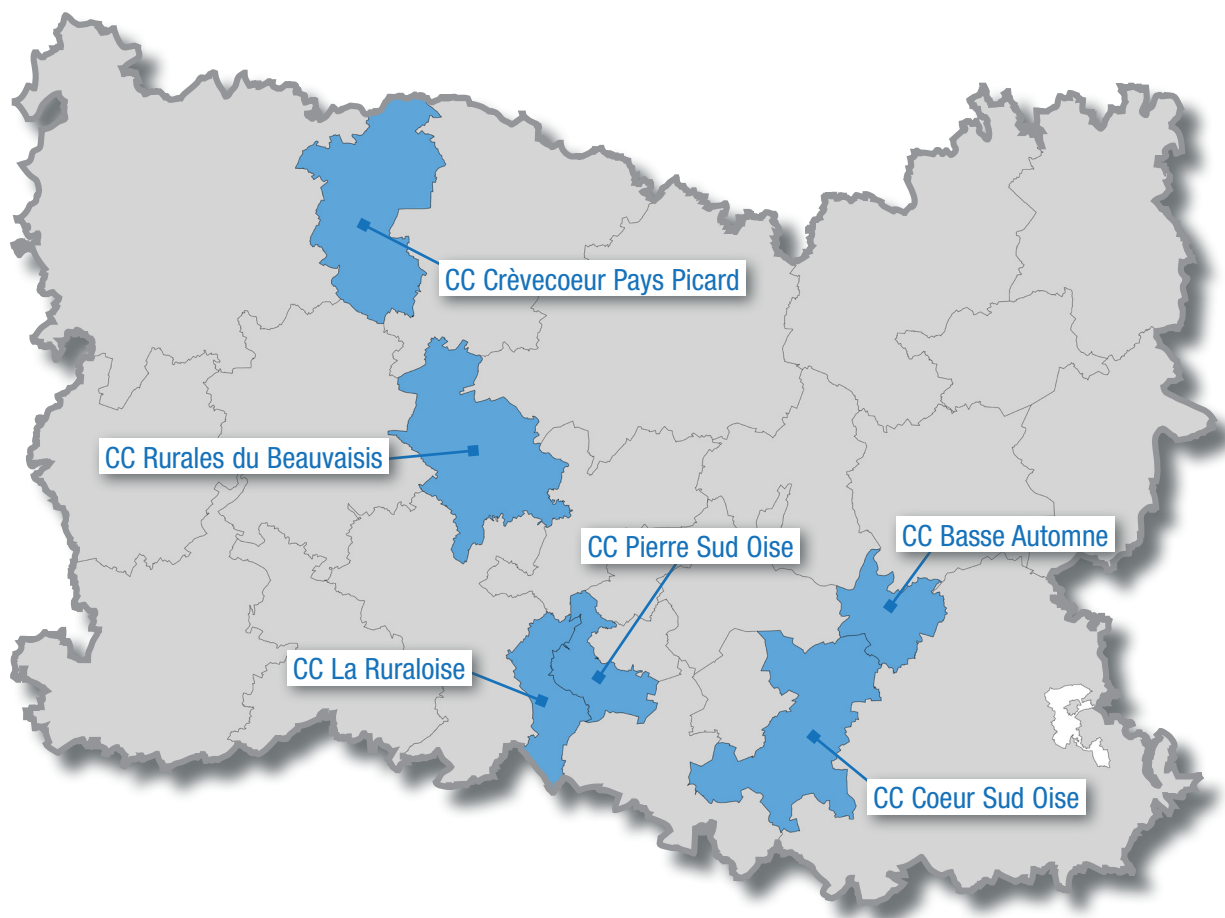 CC Crèvecoeur Pays Picard
CC Rurales du Beauvaisis
CC Pierre Sud Oise
CC Basse Automne
CC La Ruraloise
CC Coeur Sud Oise